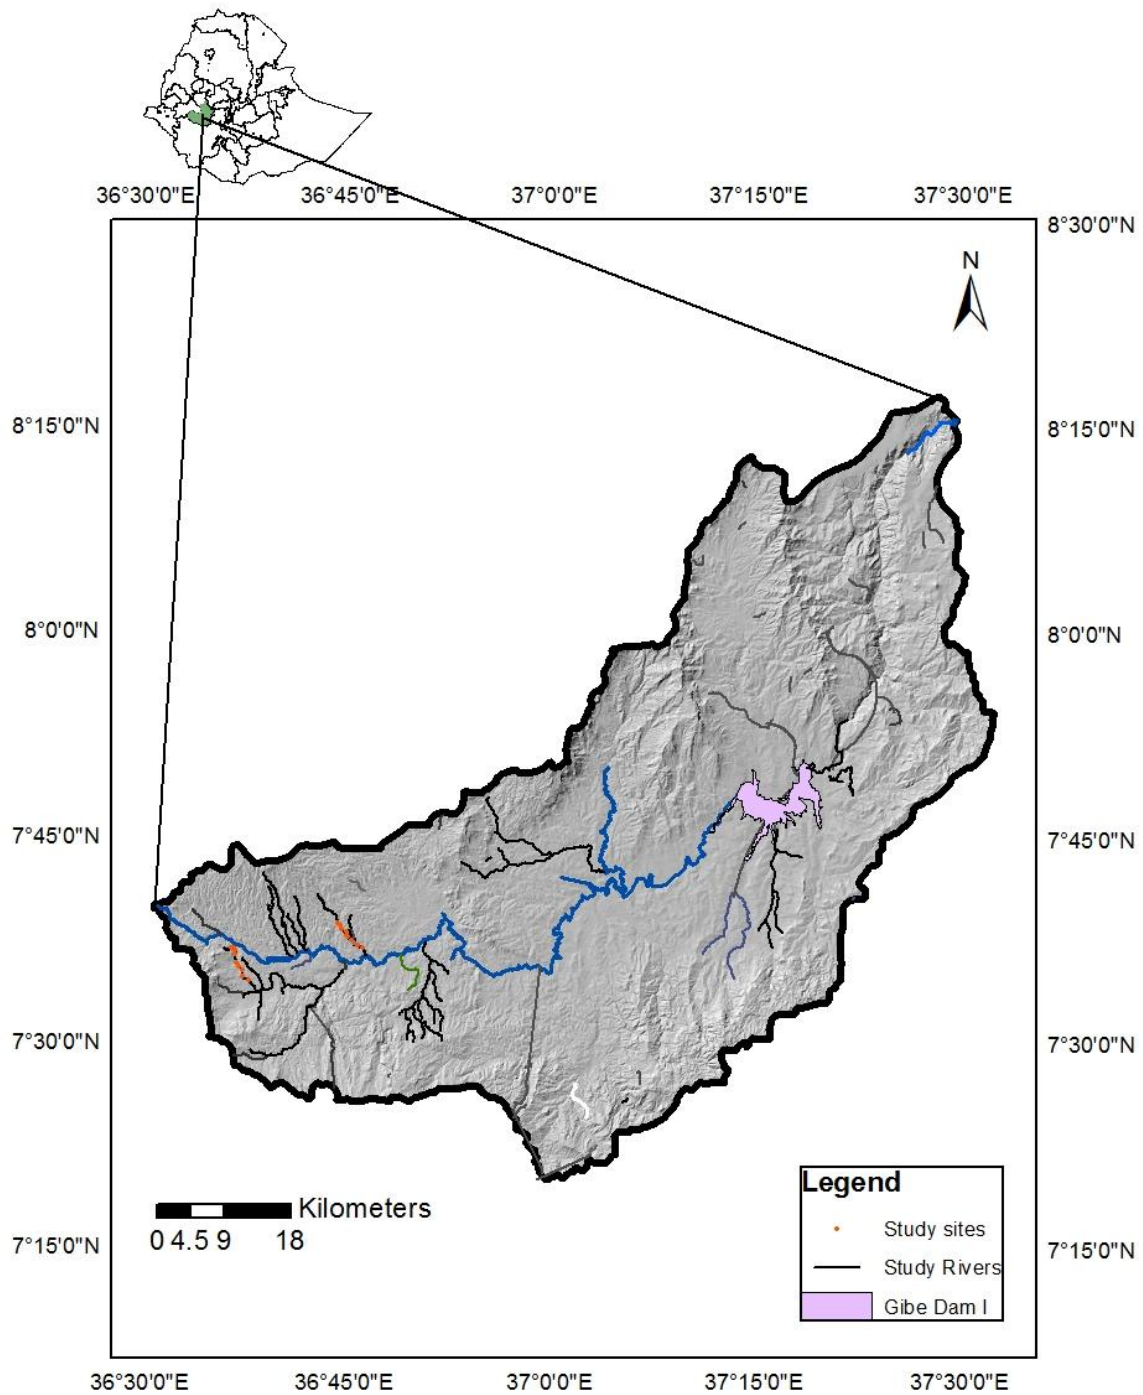 36°30'0"E 36°45'0"E 37°0'0"E 37°15'0"E 37°30'0"E
8°30'0"N
N
8°15'0"N 8°15'0"N
8°0'0"N 8°0'0"N
7°45'0"N 7°45'0"N
7°30'0"N 7°30'0"N
Legend
Kilometers
0 4.5 9 18
Study sites
7°15'0"N 7°15'0"N
Study Rivers
Gibe Dam I
36°30'0"E 36°45'0"E 37°0'0"E 37°15'0"E 37°30'0"E